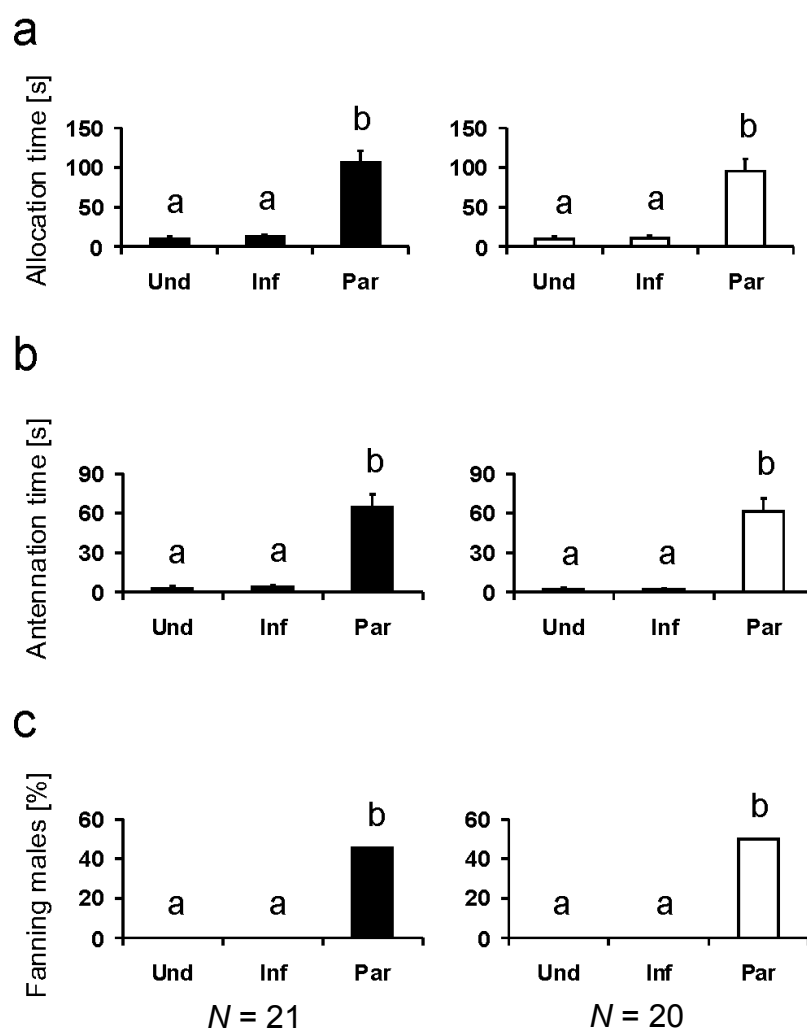 a
Allocation time [s]
150
100
50
0
a
a
b
Und
Inf
Par
150
100
50
0
a
a
b
Und
Inf
Par
b
Antennation time [s]
90
60
30
0
a
a
b
Und
Inf
Par
90
60
30
0
a
a
b
Und
Inf
Par
c
Fanning males [%]
60
40
20
0
a
a
b
Und
Inf
Par
N = 21
60
40
20
0
a
a
b
Und
Inf
Par
N = 20